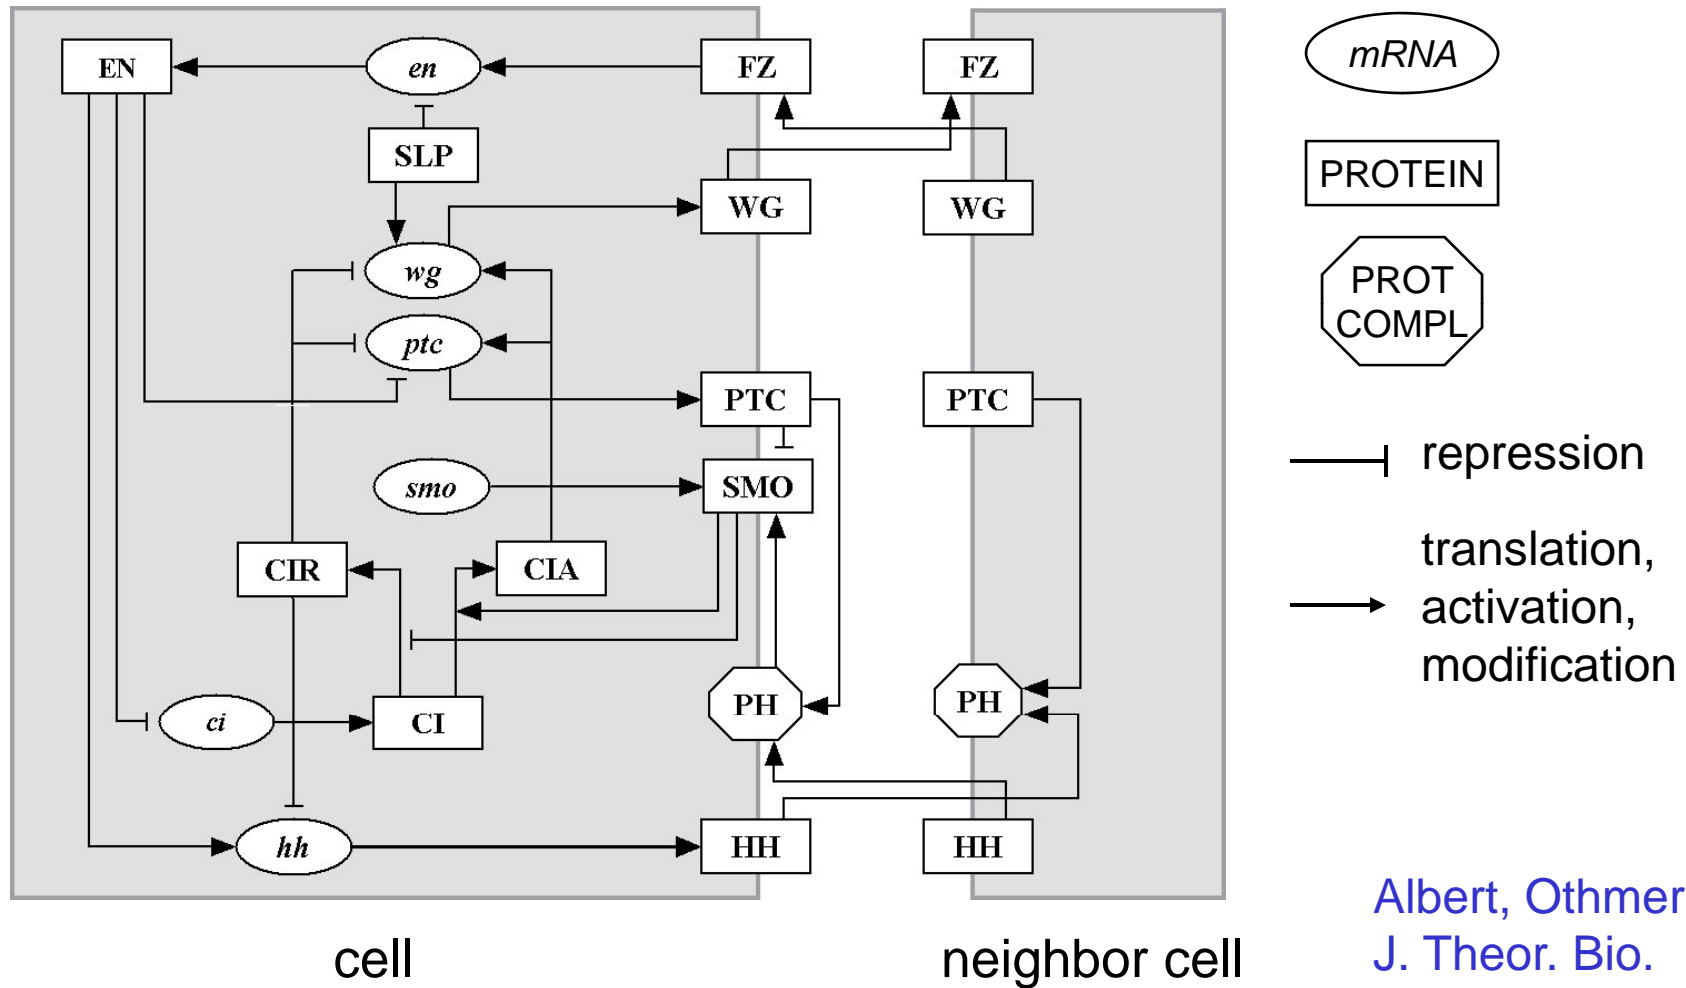 EN
en
FZ
FZ
SLP
WG
WG
wg
ptc
PTC
PTC
smo
SMO
CIR
CIA
PH
PH
ci
CI
hh
HH
HH
cell
neighbor cell
mRNA
PROTEIN
PROT
COMPL
repression
translation,
activation,
modification
Albert, Othmer
J. Theor. Bio.